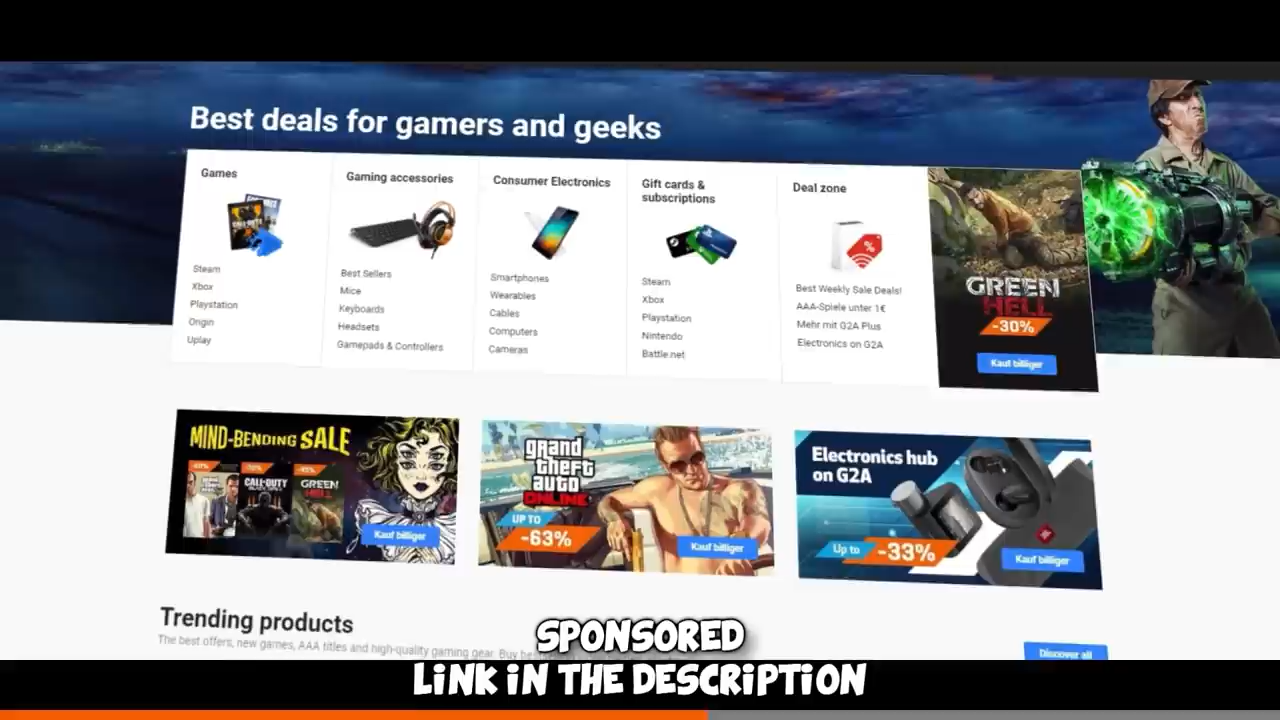 Best deals for gamers and geeks
Games
Steam
Xbox
Playstation
Origin
Uplay
Gaming accessories
Best Sellers
Mice
Keyboards
Headsets
Gamepads & Controllers
Consumer Electronics
Smartphones
Wearables
Cables
Computers
Cameras
Gift cards &
subscriptions
Steam
Xbox
Playstation
Nintendo
Battle.net
Deal zone
Best Weekly Sale Deals!
AAA-Spiele unter 1€
Mehr mit G2A Plus
Electronics on G2A
GREEN
HELL
-30%
Kauf billiger
MIND-BENDING SALE
CALL·DUTY
GREEN
HELL
Kauf billiger
grand
theft
auto
ONLINE
UP TO
-63%
Kauf billiger
Electronics hub
on G2A
Up to
-33%
Kauf billiger
Trending products
The best offers, new games, AAA titles and high-quality gaming gear. Buy
Discover all
SPONSORED
LINK IN THE DESCRIPTION